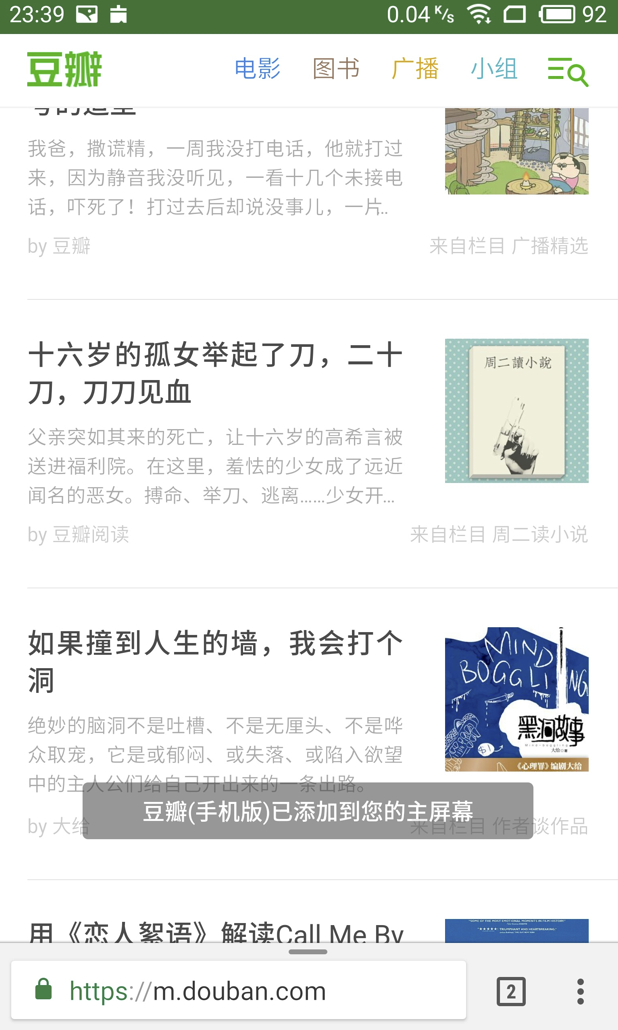 23:39
0.04 K/s
92
豆瓣
电影 图书 广播 小组
我爸，撒谎精，一周我没打电话，他就打过
来，因为静音我没听见，一看十几个未接电
话，吓死了！打过去后却说没事儿，一片..
by 豆瓣
来自栏目 广播精选
十六岁的孤女举起了刀，二十
刀，刀刀见血
父亲突如其来的死亡，让十六岁的高希言被
送进福利院。在这里，羞怯的少女成了远近
闻名的恶女。搏命、举刀、逃离......少女开...
by 豆瓣阅读
来自栏目 周二读小说
周二讀小說
如果撞到人生的墙，我会打个
洞
绝妙的脑洞不是吐槽、不是无厘头、不是哗
众取宠，它是或郁闷、或失落、或陷入欲望
中的主人公们给自己开出来的一条出路。
by 大给
来自栏目 作者谈作品
MIND
BOGGLING
黑洞故事
《心理罪》编剧大给
豆瓣(手机版)已添加到您的主屏幕
用《恋人絮语》解读Call Me By
https://m.douban.com
2